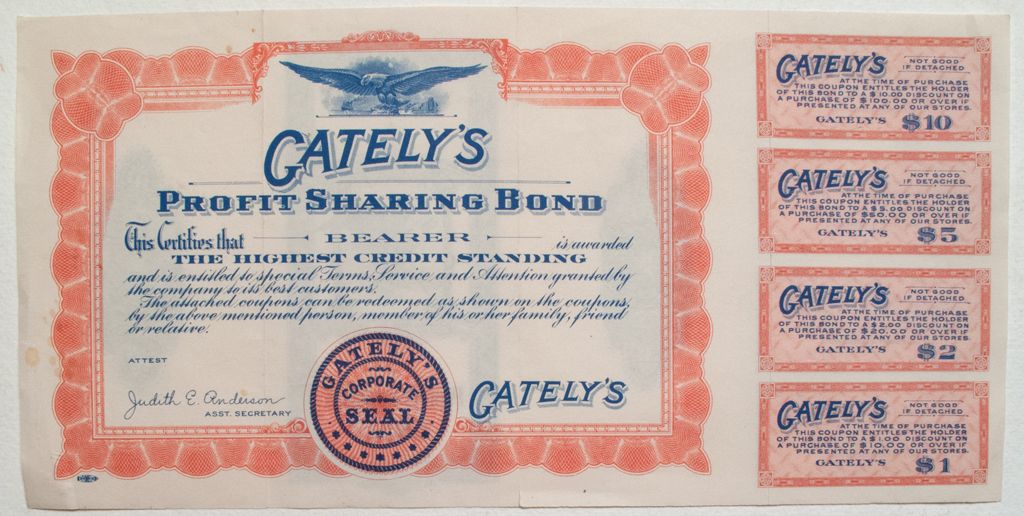 GATELY'S
PROFIT SHARING BOND
This Certifies that BEARER is awarded
THE HIGHEST CREDIT STANDING
and is entitled to special Terms, Service and Attention granted by
the company to its best customers.
The attached coupons can be redeemed as shown on the coupons,
by the above mentioned person, member of his or her family, friend
or relative.
ATTEST
Judith E. Anderson
ASST. SECRETARY
GATELY'S
CORPORATE
SEAL
GATELY'S
GATELY'S
NOT GOOD
IF DETACHED
AT THE TIME OF PURCHASE
THIS COUPON ENTITLES THE HOLDER
OF THIS BOND TO A $10.00 DISCOUNT ON
A PURCHASE OF $100.00 OR OVER IF
PRESENTED AT ANY OF OUR STORES.
GATELY'S $10
GATELY'S
NOT GOOD
IF DETACHED
AT THE TIME OF PURCHASE
THIS COUPON ENTITLES THE HOLDER
OF THIS BOND TO A $5.00 DISCOUNT ON
A PURCHASE OF $50.00 OR OVER IF
PRESENTED AT ANY OF OUR STORES.
GATELY'S $5
GATELY'S
NOT GOOD
IF DETACHED
AT THE TIME OF PURCHASE
THIS COUPON ENTITLES THE HOLDER
OF THIS BOND TO A $2.00 DISCOUNT ON
A PURCHASE OF $20.00 OR OVER IF
PRESENTED AT ANY OF OUR STORES.
GATELY'S $2
GATELY'S
NOT GOOD
IF DETACHED
AT THE TIME OF PURCHASE
THIS COUPON ENTITLES THE HOLDER
OF THIS BOND TO A $1.00 DISCOUNT ON
A PURCHASE OF $10.00 OR OVER IF
PRESENTED AT ANY OF OUR STORES.
GATELY'S $1